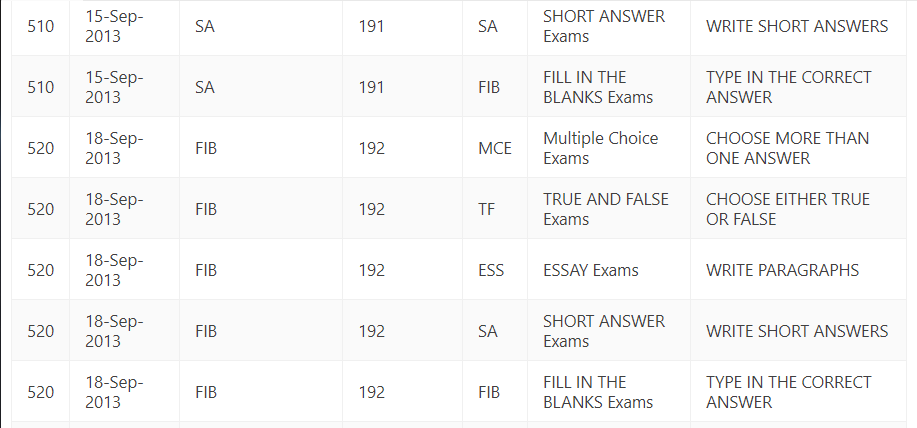 510 15-Sep-2013 SA 191 SA SHORT ANSWER Exams WRITE SHORT ANSWERS
510 15-Sep-2013 SA 191 FIB FILL IN THE BLANKS Exams TYPE IN THE CORRECT ANSWER
520 18-Sep-2013 FIB 192 MCE Multiple Choice Exams CHOOSE MORE THAN ONE ANSWER
520 18-Sep-2013 FIB 192 TF TRUE AND FALSE Exams CHOOSE EITHER TRUE OR FALSE
520 18-Sep-2013 FIB 192 ESS ESSAY Exams WRITE PARAGRAPHS
520 18-Sep-2013 FIB 192 SA SHORT ANSWER Exams WRITE SHORT ANSWERS
520 18-Sep-2013 FIB 192 FIB FILL IN THE BLANKS Exams TYPE IN THE CORRECT ANSWER